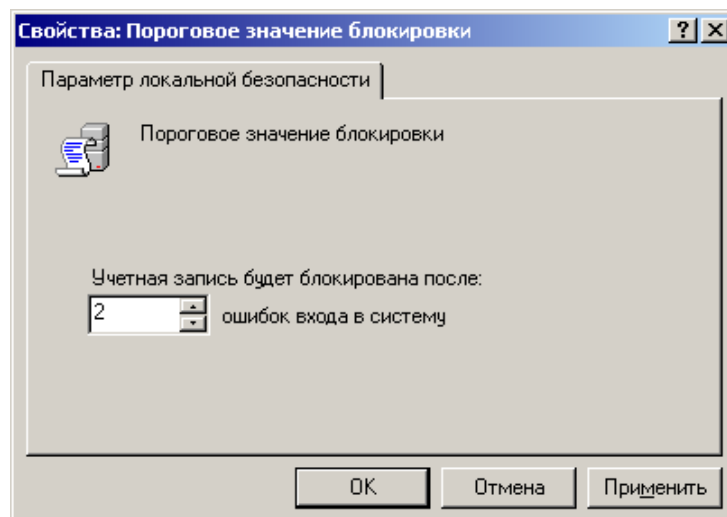 Свойства: Пороговое значение блокировки
Параметр локальной безопасности
Пороговое значение блокировки
Учетная запись будет блокирована после:
2 ошибок входа в систему
OK Отмена Применить